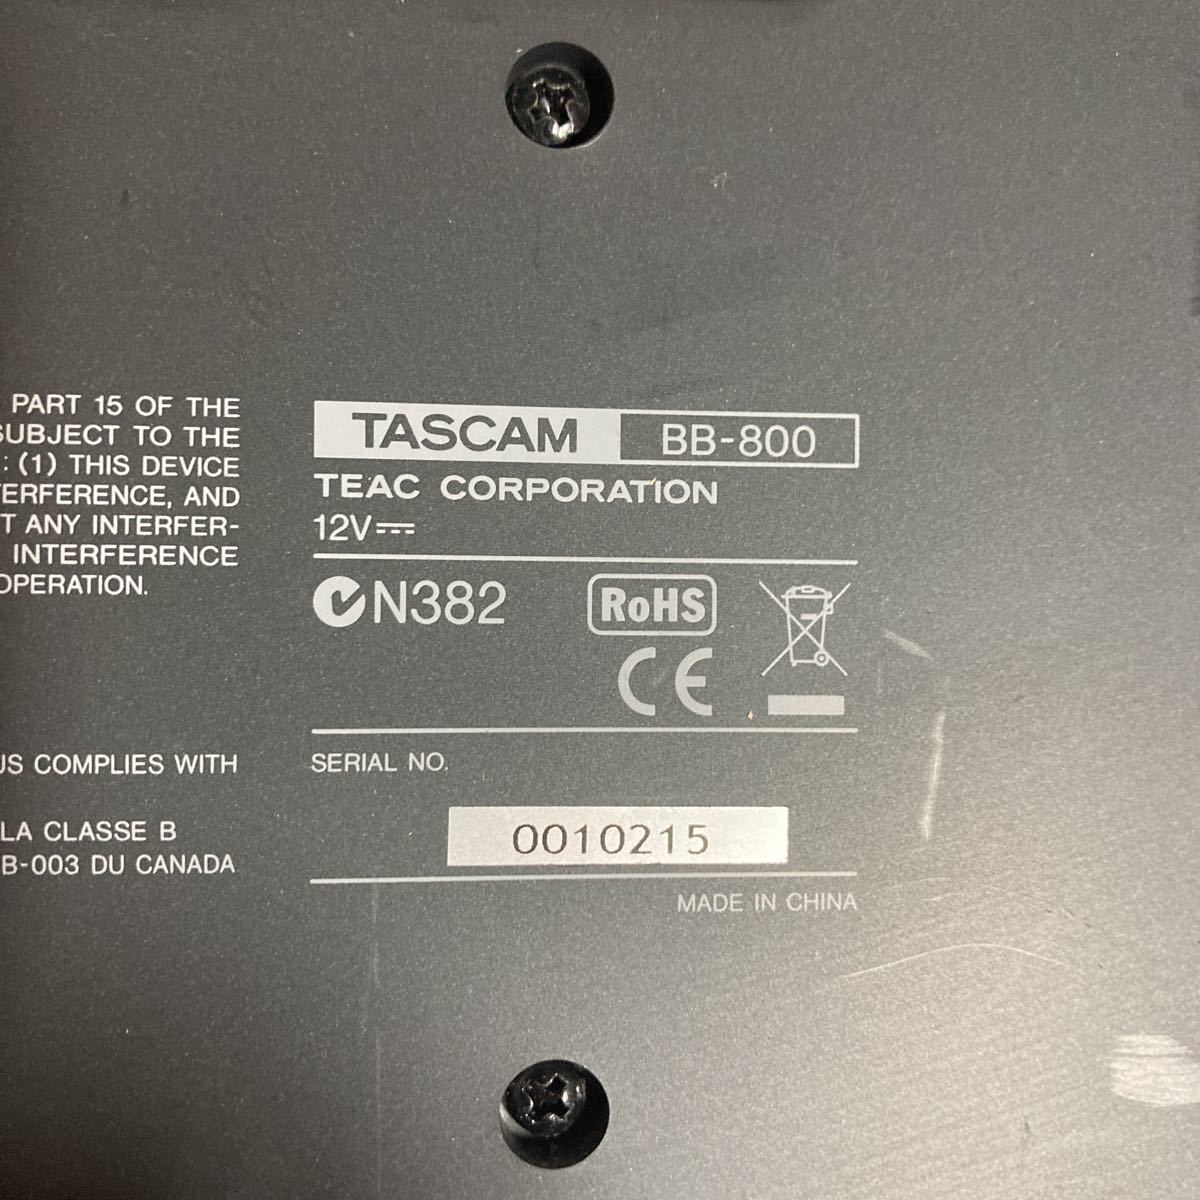 PART 15 OF THE
SUBJECT TO THE
: (1) THIS DEVICE
TERFERENCE, AND
T ANY INTERFER-
INTERFERENCE
OPERATION.
US COMPLIES WITH
LA CLASSE B
B-003 DU CANADA
TASCAM BB-800
TEAC CORPORATION
12V
N382
RoHS
CE
SERIAL NO.
0010215
MADE IN CHINA